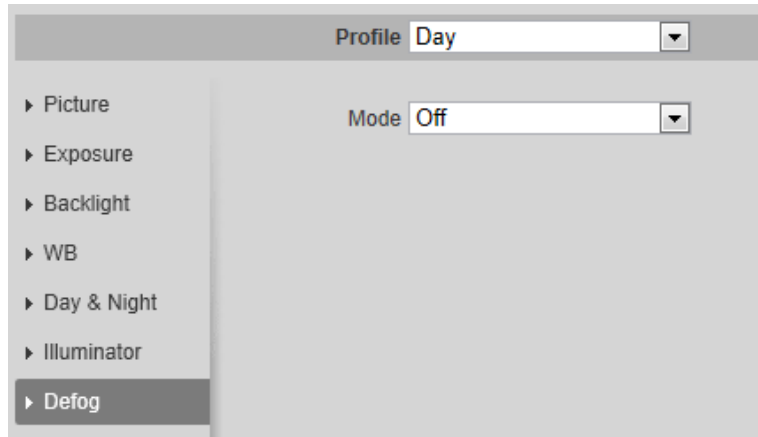 Profile Day
Picture
Mode Off
Exposure
Backlight
WB
Day & Night
Illuminator
Defog